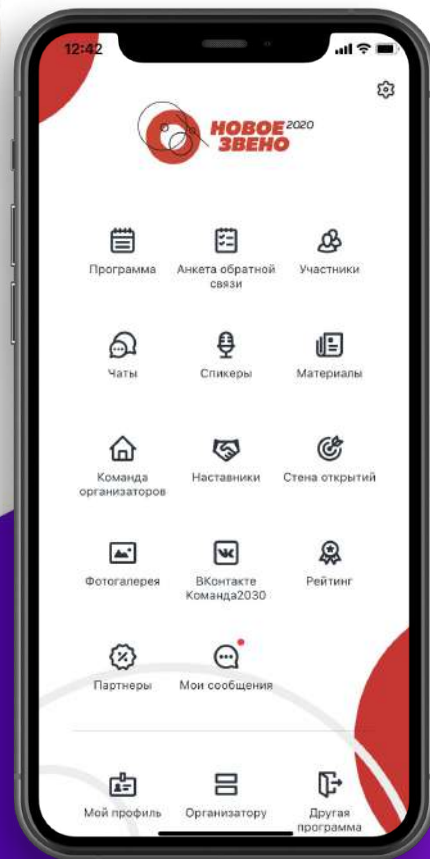 12:42
НОВОЕ 2020
ЗВЕНО
Программа
Анкета обратной
связи
Участники
Чаты
Спикеры
Материалы
Команда
организаторов
Наставники
Стена открытий
Фотогалерея
ВКонтакте
Команда2030
Рейтинг
Партнеры
Мои сообщения
Мой профиль
Организатору
Другая
программа